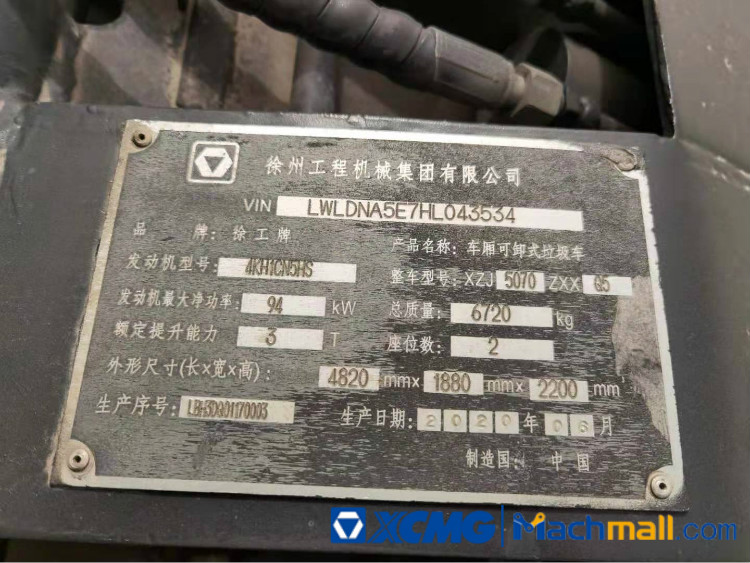 徐州工程机械集团有限公司
VIN LWLDNA5E7HL043534
品 牌: 徐工牌 产品名称: 车厢可卸式垃圾车
发动机型号: 4KH1CN5HS 整车型号: XZJ 5070 ZXX Q5
发动机最大净功率: 94 kW 总质量: 6720 kg
额定提升能力 3 T 座位数: 2
外形尺寸(长×宽×高): 4820 mm× 1880 mm× 2200 mm
生产序号: 生产日期: 2020 年 06 月
制造国: 中国
XCMG Machmall.com